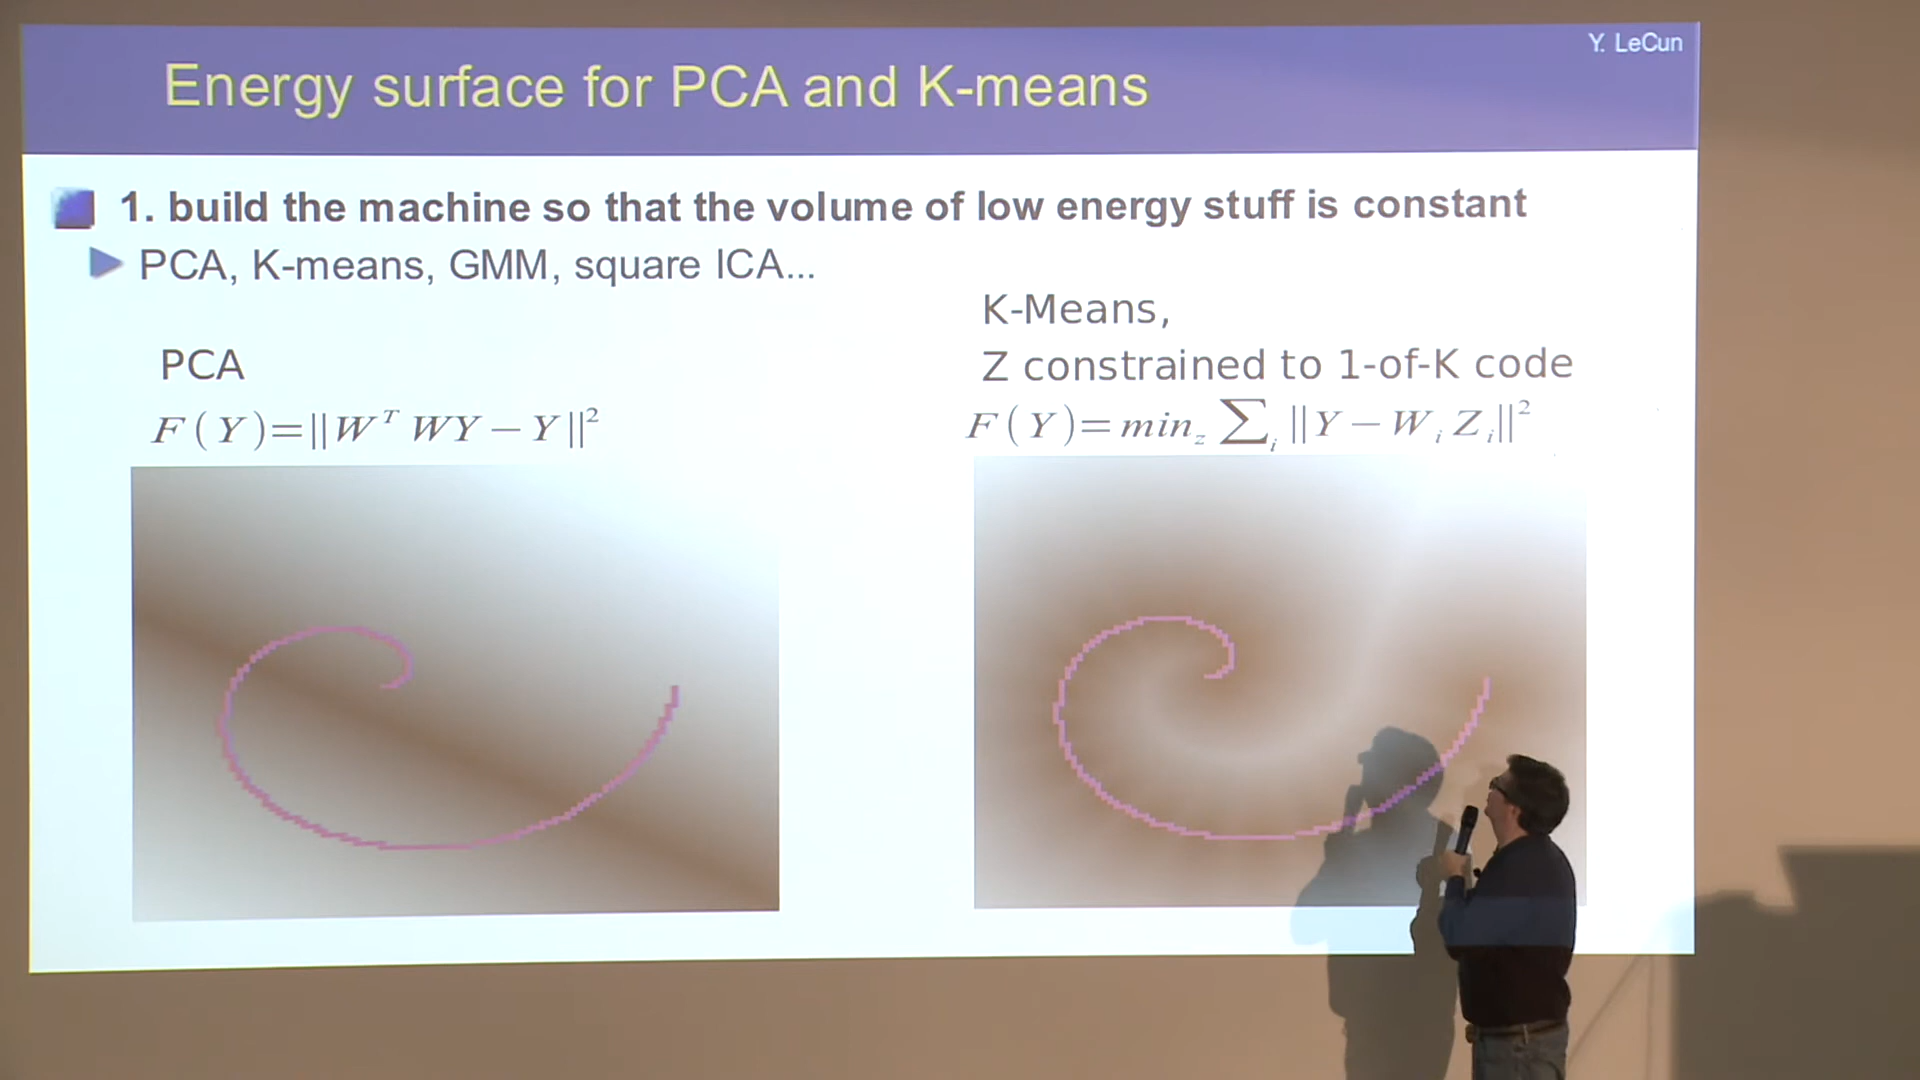 Y. LeCun
Energy surface for PCA and K-means
1. build the machine so that the volume of low energy stuff is constant
PCA, K-means, GMM, square ICA...
PCA
F(Y)=||W^T WY−Y||²
K-Means,
Z constrained to 1-of-K code
F(Y)=min_z ∑_i ||Y−W_i Z_i||²